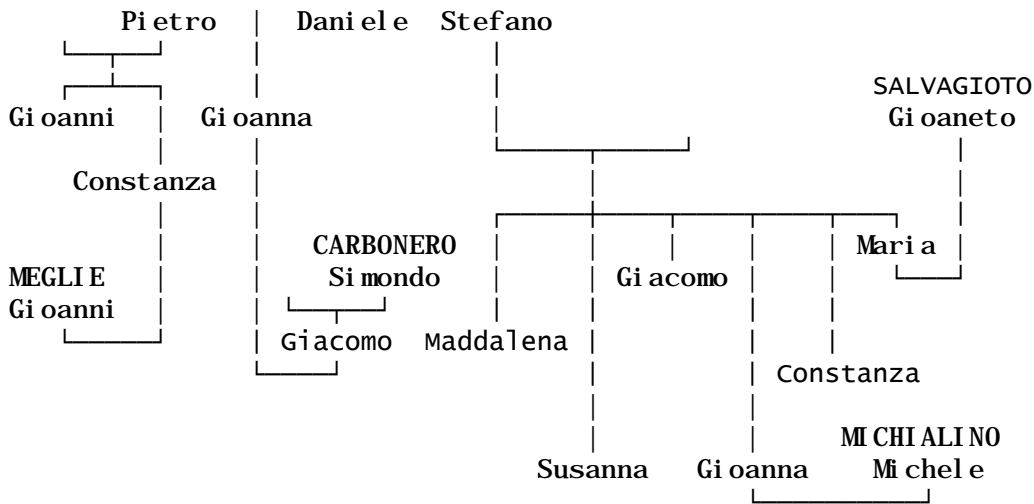 Pietro Daniele Stefano
SALVAGIOTO
Gioanni Gioanna Gioaneto
Constanza
CARBONERO Maria
MEGLIE Simondo Giacomo
Gioanni
Giacomo Maddalena
Constanza
MICHIALINO
Susanna Gioanna Michele